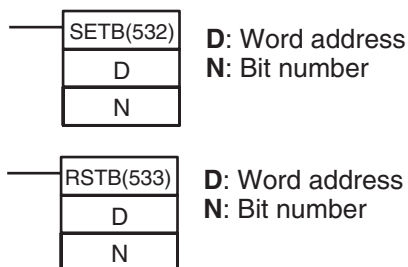 SETB(532)
D
N
D: Word address
N: Bit number
RSTB(533)
D
N
D: Word address
N: Bit number